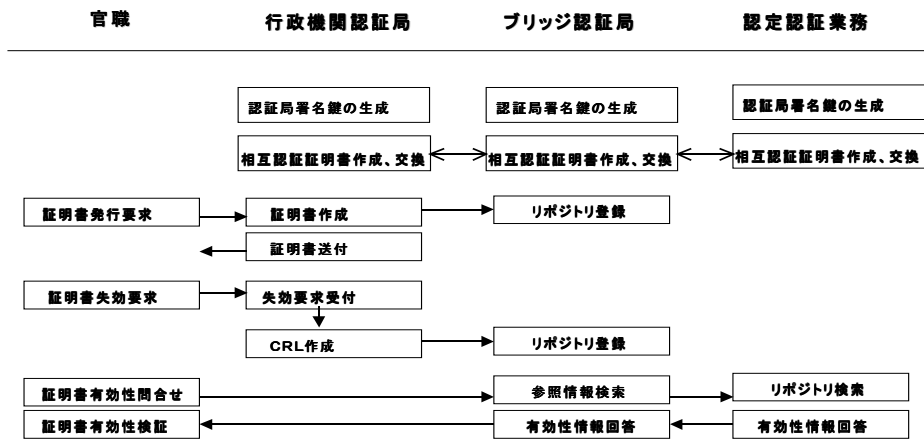 官職 行政機関認証局 ブリッジ認証局 認定認証業務
認証局署名鍵の生成 認証局署名鍵の生成 認証局署名鍵の生成
相互認証証明書作成、交換 相互認証証明書作成、交換 相互認証証明書作成、交換
証明書発行要求 証明書作成 リポジトリ登録
証明書送付
証明書失効要求 失効要求受付
CRL作成 リポジトリ登録
証明書有効性問合せ 参照情報検索 リポジトリ検索
証明書有効性検証 有効性情報回答 有効性情報回答